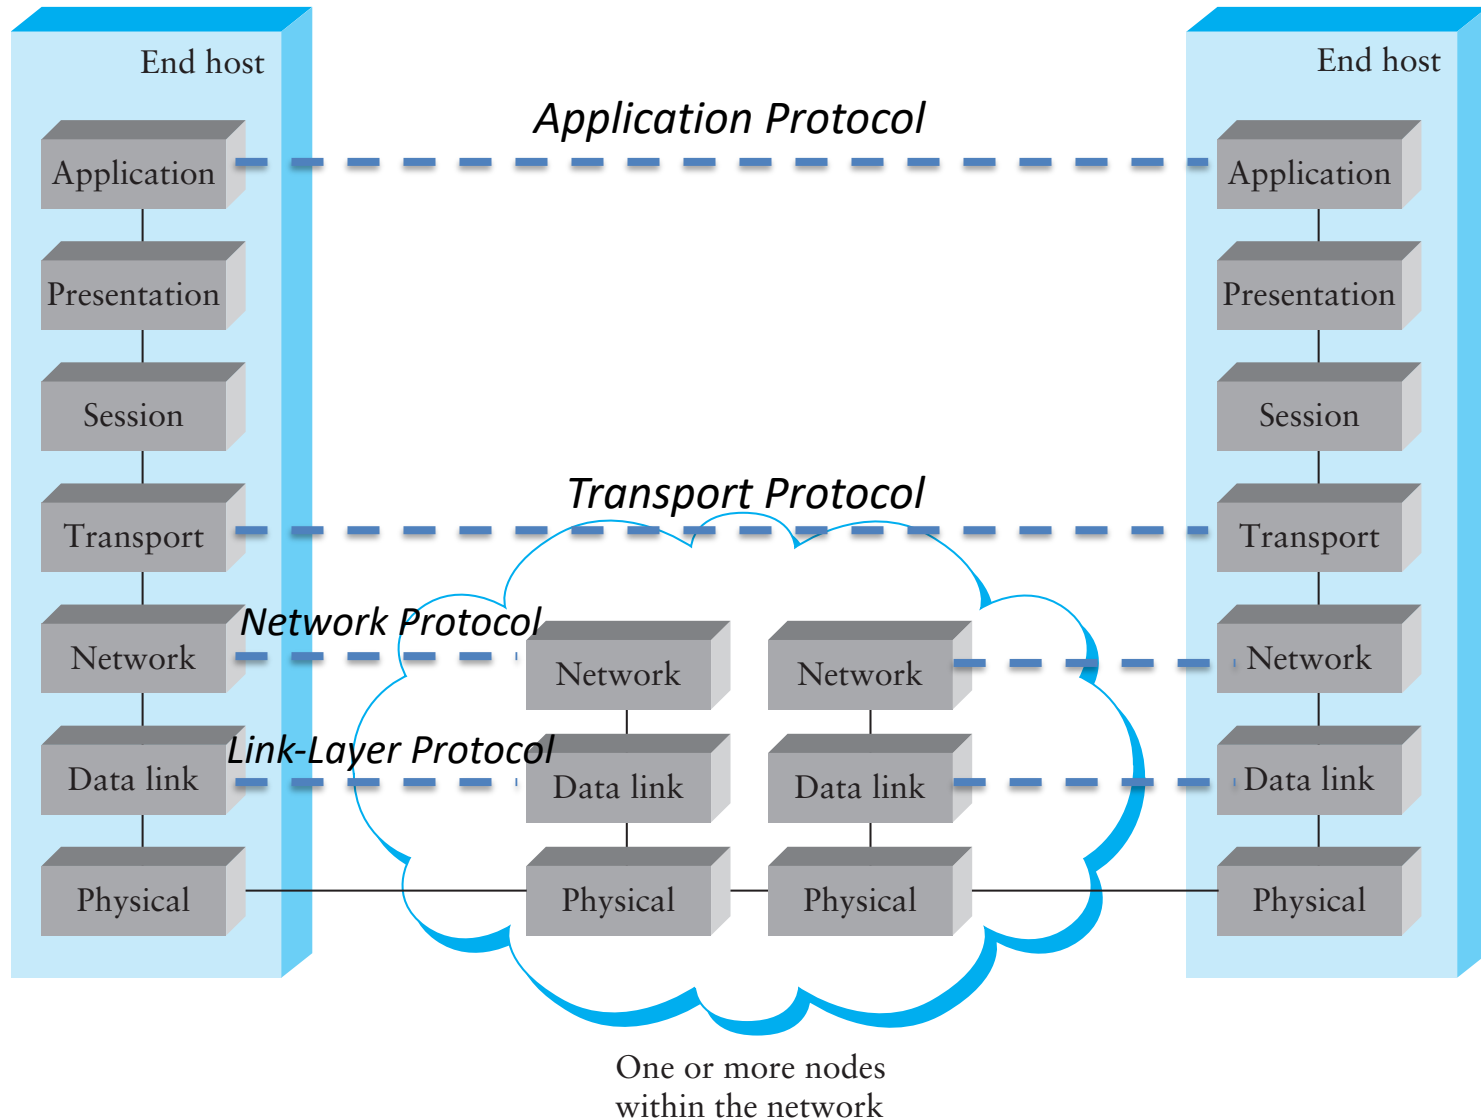 End host
End host
Application Protocol
Application
Application
Presentation
Presentation
Session
Session
Transport Protocol
Transport
Transport
Network Protocol
Network
Network
Network
Network
Link-Layer Protocol
Data link
Data link
Data link
Data link
Physical
Physical
Physical
Physical
One or more nodes
within the network